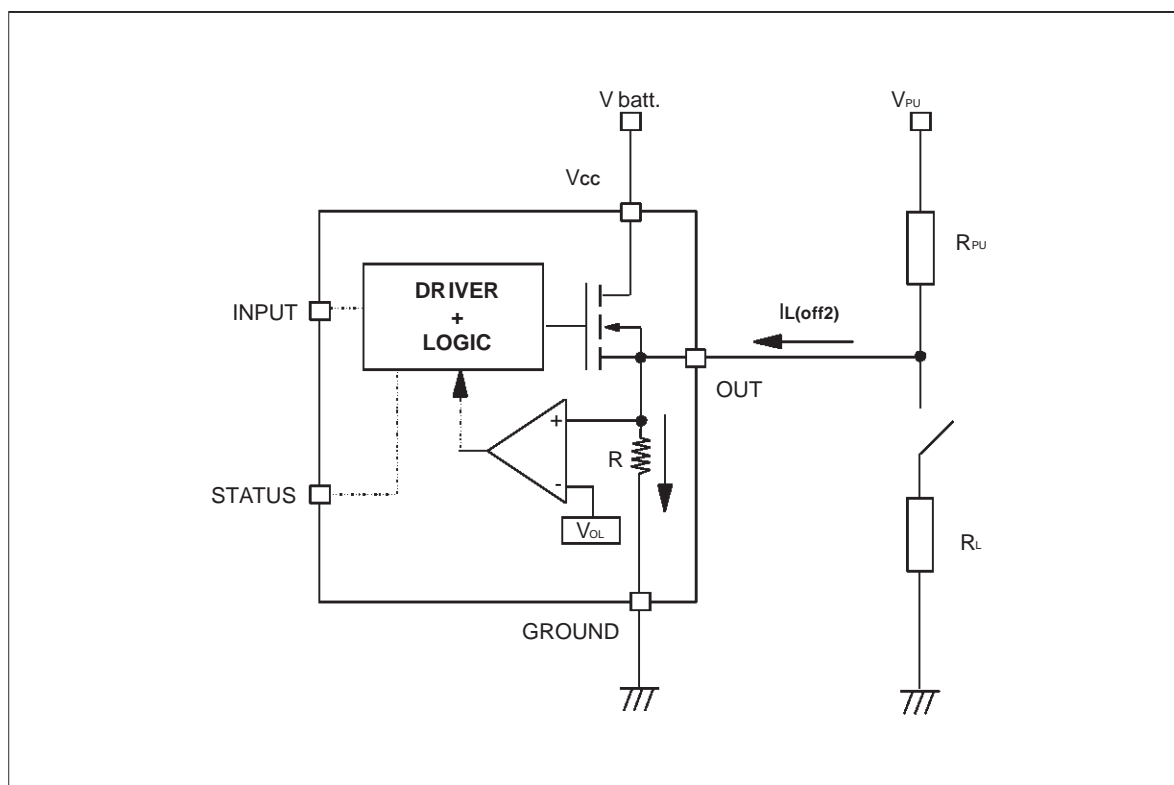 V batt.
VPU
Vcc
RPU
INPUT
DRIVER
+
LOGIC
IL(off2)
OUT
+
R
-
STATUS
VOL
RL
GROUND